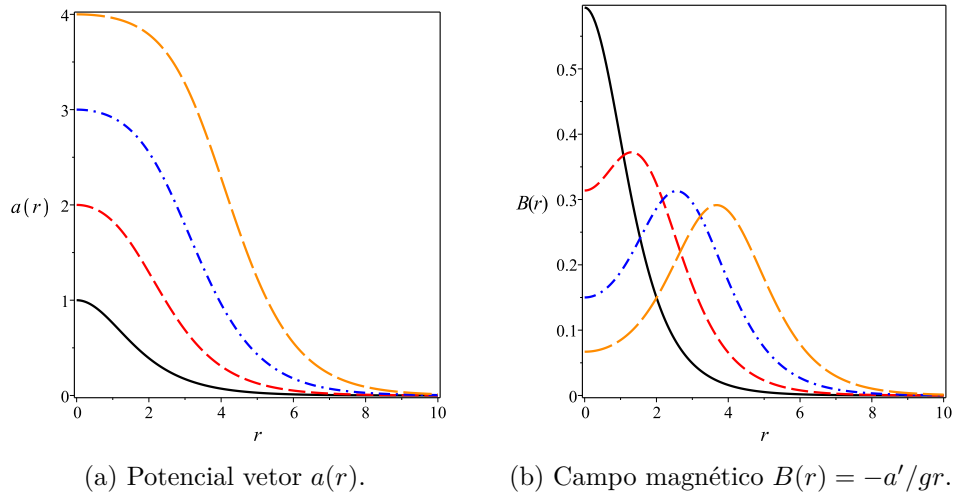 4
3
a(r) 2
1
0
0 2 4 6 8 10
r
0.5
0.4
0.3
B(r)
0.2
0.1
0
0 2 4 6 8 10
r
(a) Potencial vetor a(r).
(b) Campo magnético B(r) = −a′/gr.